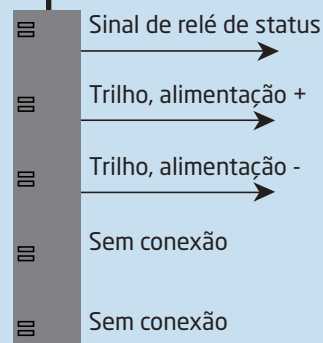 Sinal de relé de status
Trilho, alimentação +
Trilho, alimentação -
Sem conexão
Sem conexão